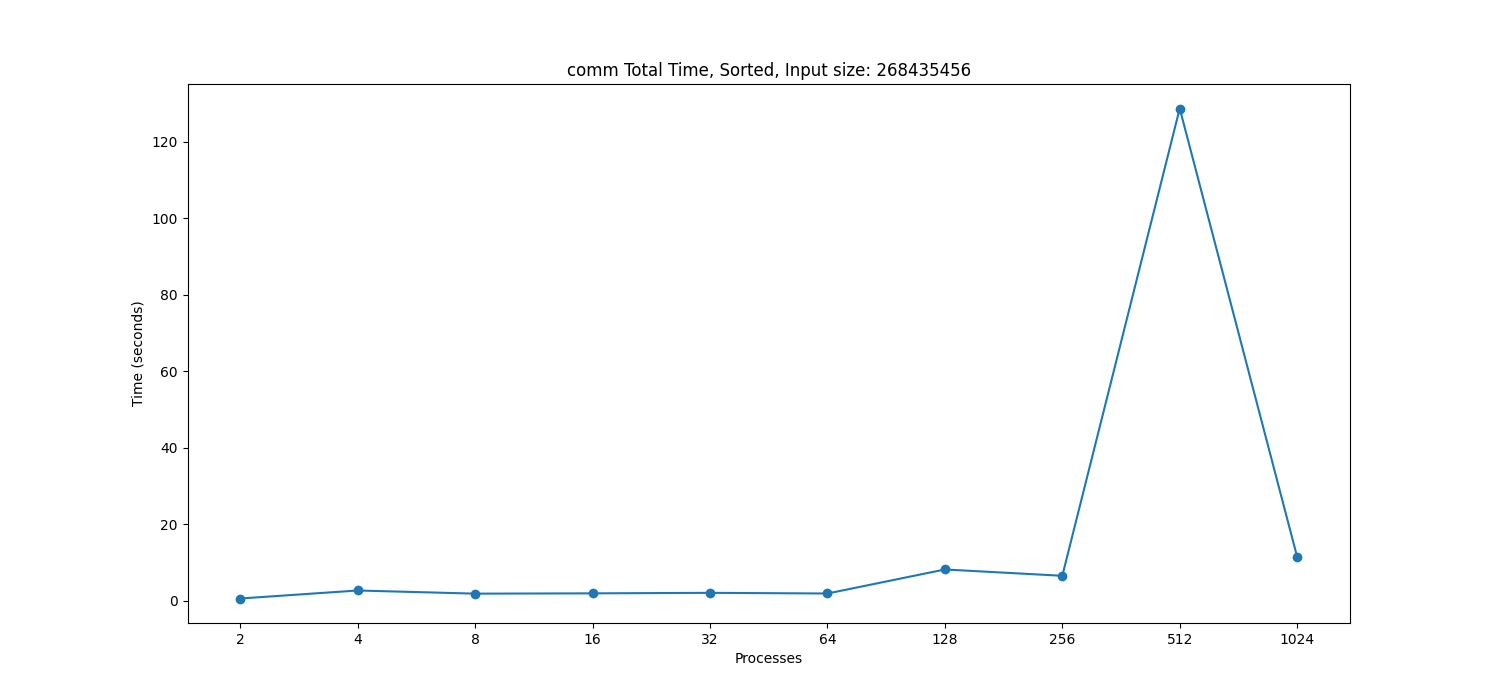 comm Total Time, Sorted, Input size: 268435456
120
100
80
60
40
20
0
Time (seconds)
2 4 8 16 32 64 128 256 512 1024
Processes